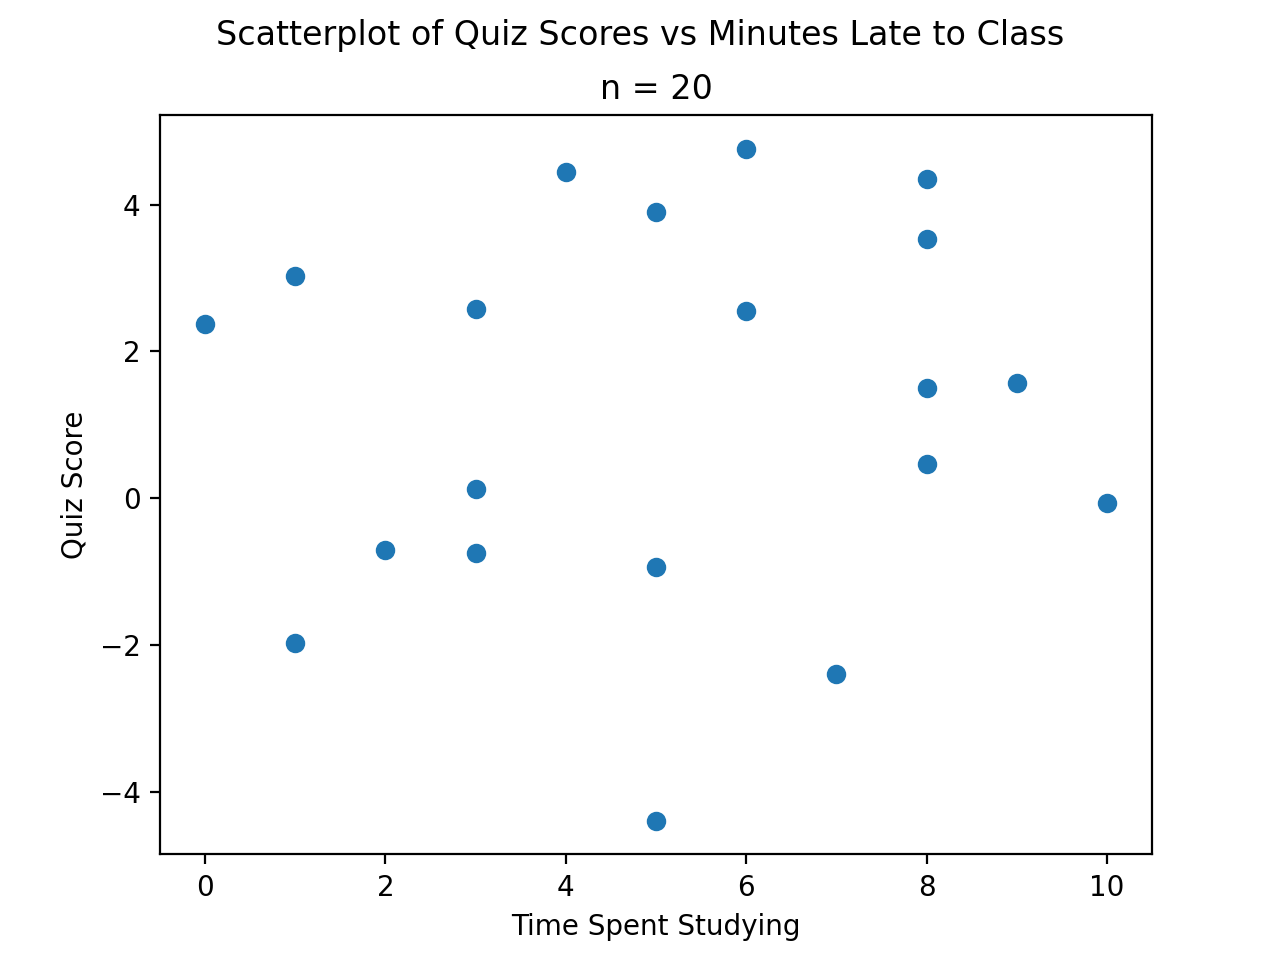 Scatterplot of Quiz Scores vs Minutes Late to Class
n = 20
4
2
0
−2
−4
Quiz Score
0 2 4 6 8 10
Time Spent Studying